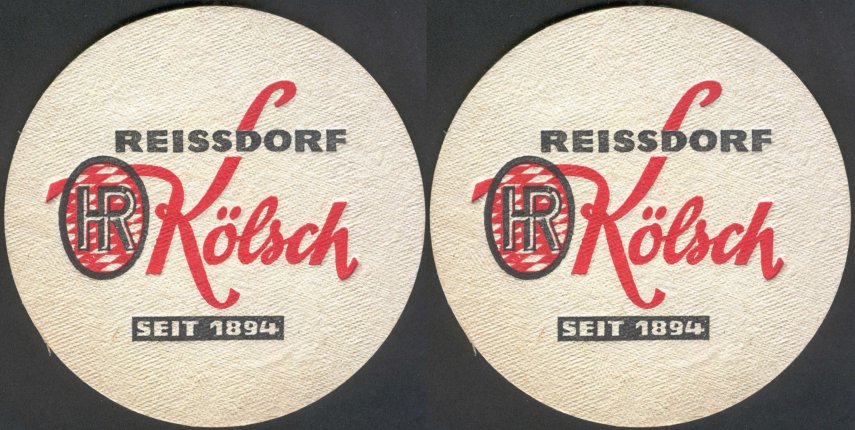 REISSDORF
HR Kölsch
SEIT 1894
REISSDORF
HR Kölsch
SEIT 1894